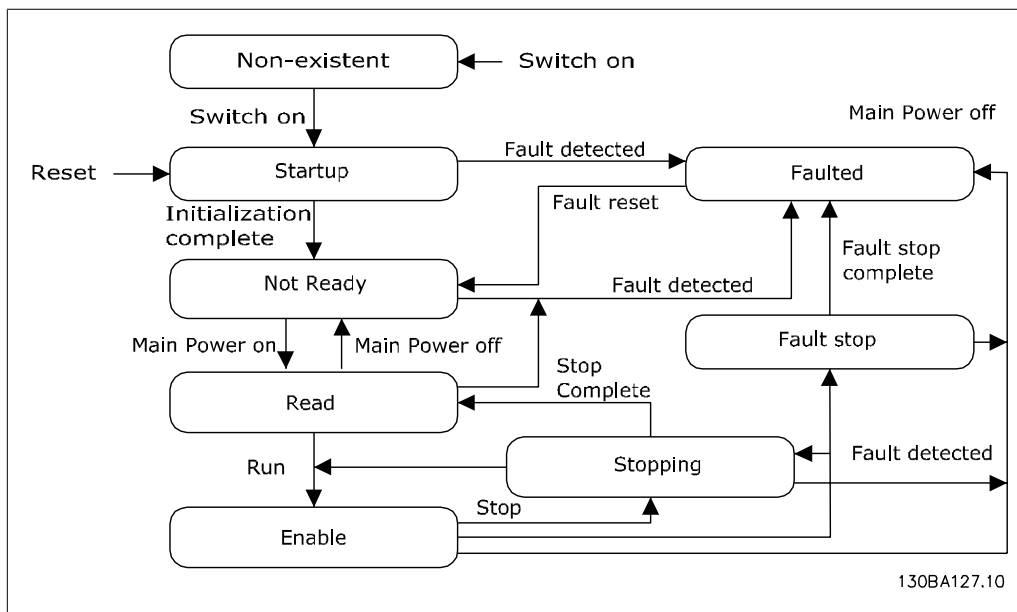 Non-existent
Switch on
Switch on
Main Power off
Reset
Startup
Fault detected
Faulted
Initialization
complete
Fault reset
Fault stop
complete
Not Ready
Fault detected
Main Power on
Main Power off
Fault stop
Stop
Complete
Read
Run
Stopping
Fault detected
Stop
Enable
130BA127.10